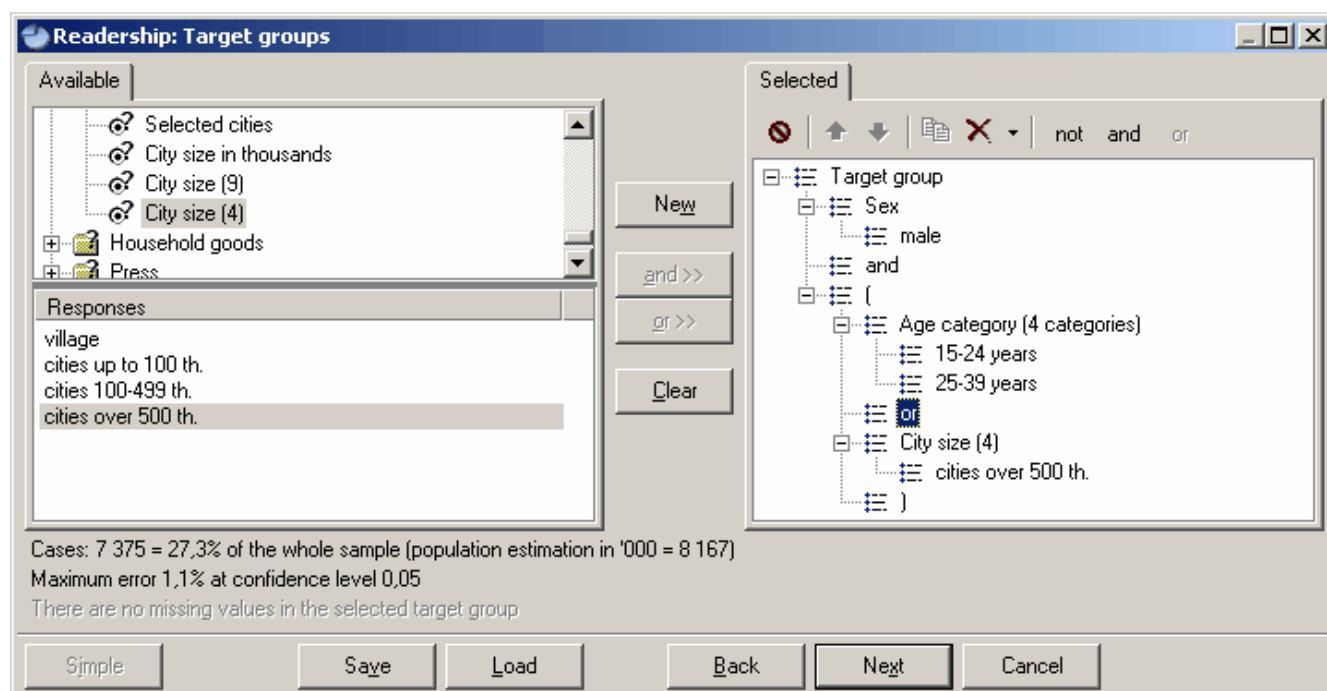 Readership: Target groups
Available
Selected cities
City size in thousands
City size (9)
City size (4)
Household goods
Press
Responses
village
cities up to 100 th.
cities 100-499 th.
cities over 500 th.
New
and >>
or >>
Clear
Selected
not and or
Target group
Sex
male
and
(
Age category (4 categories)
15-24 years
25-39 years
or
City size (4)
cities over 500 th.
)
Cases: 7 375 = 27,3% of the whole sample (population estimation in '000 = 8 167)
Maximum error 1,1% at confidence level 0,05
There are no missing values in the selected target group
Simple Save Load Back Next Cancel